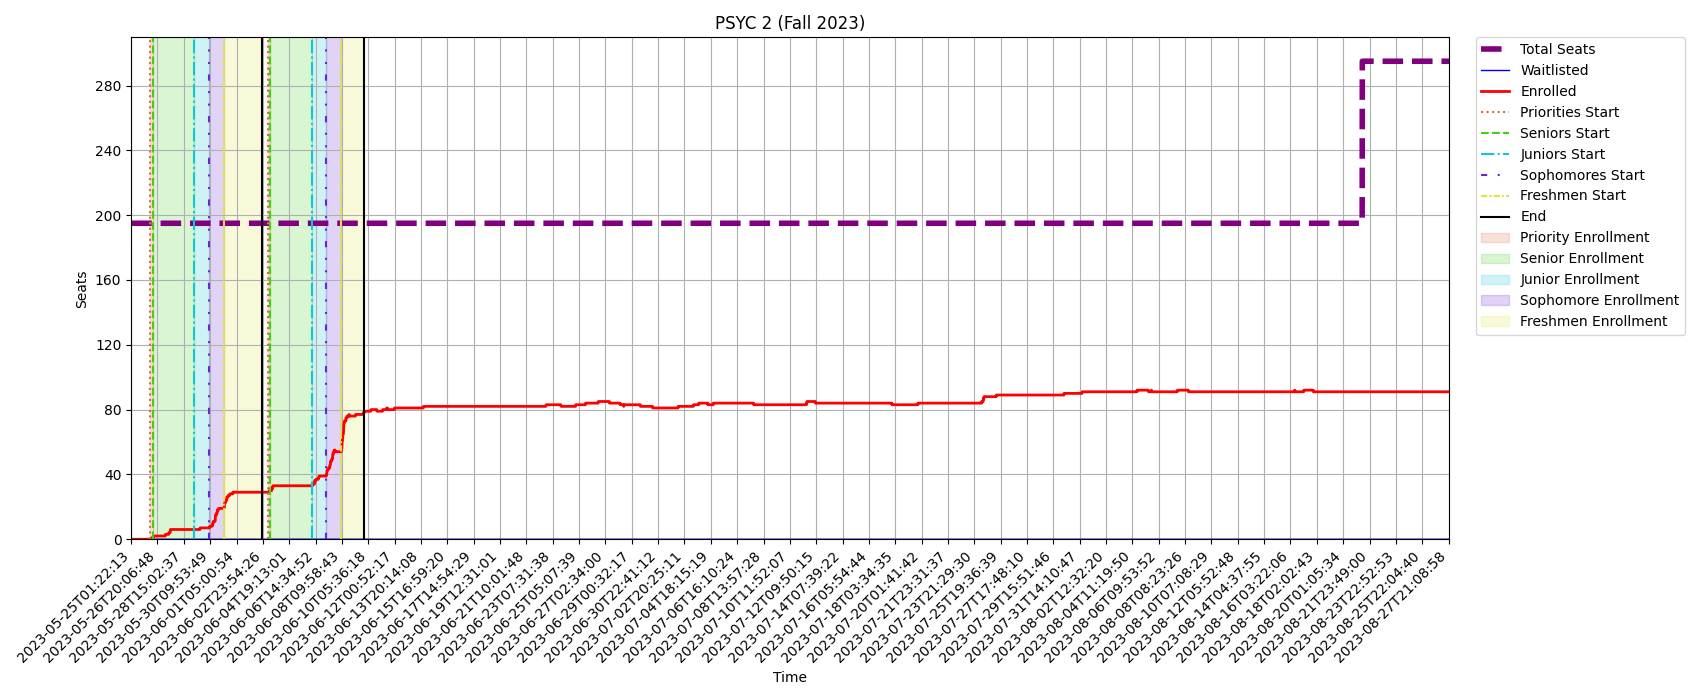 PSYC 2 (Fall 2023)
Seats
280
240
200
160
120
80
40
0
2023-05-25T01:22:13
2023-05-26T20:06:48
2023-05-28T15:02:37
2023-05-30T09:53:49
2023-06-01T05:00:54
2023-06-02T23:54:26
2023-06-04T19:13:01
2023-06-06T14:34:52
2023-06-08T09:58:43
2023-06-10T05:36:18
2023-06-12T00:52:17
2023-06-13T20:14:08
2023-06-15T16:59:20
2023-06-17T14:54:29
2023-06-19T12:31:01
2023-06-21T10:01:48
2023-06-23T07:31:38
2023-06-25T05:07:39
2023-06-27T02:34:00
2023-06-29T00:32:17
2023-06-30T22:41:12
2023-07-02T20:25:11
2023-07-04T18:15:19
2023-07-06T16:10:24
2023-07-08T13:57:28
2023-07-10T11:52:07
2023-07-12T09:50:15
2023-07-14T07:39:22
2023-07-16T05:54:44
2023-07-18T03:34:35
2023-07-20T01:41:42
2023-07-21T23:31:37
2023-07-23T21:29:30
2023-07-25T19:36:39
2023-07-27T17:48:10
2023-07-29T15:51:46
2023-07-31T14:10:47
2023-08-02T12:32:20
2023-08-04T11:19:50
2023-08-06T09:53:52
2023-08-08T08:23:26
2023-08-10T07:08:29
2023-08-12T05:52:48
2023-08-14T04:37:55
2023-08-16T03:22:06
2023-08-18T02:02:43
2023-08-20T01:05:34
2023-08-21T23:49:00
2023-08-23T22:52:53
2023-08-25T22:04:40
2023-08-27T21:08:58
Time
Total Seats
Waitlisted
Enrolled
Priorities Start
Seniors Start
Juniors Start
Sophomores Start
Freshmen Start
End
Priority Enrollment
Senior Enrollment
Junior Enrollment
Sophomore Enrollment
Freshmen Enrollment